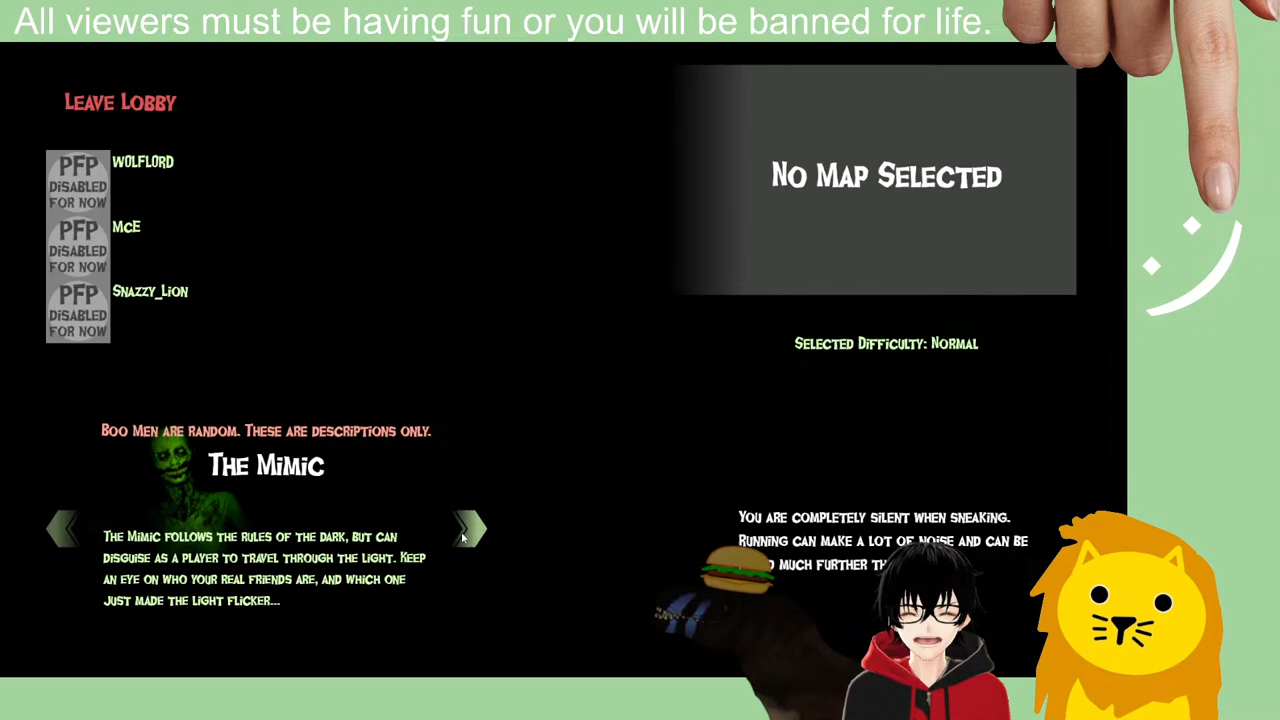 All viewers must be having fun or you will be banned for life.
Leave Lobby
PFP
Disabled
for now
W0LFL0RD
PFP
Disabled
for now
McE
PFP
Disabled
for now
Snazzy_Lion
No Map Selected
Selected Difficulty: Normal
Boo Men are random. These are descriptions only.
The Mimic
The Mimic follows the rules of the dark, but can
disguise as a player to travel through the light. Keep
an eye on who your real friends are, and which one
just made the light flicker...
You are completely silent when sneaking.
Running can make a lot of noise and can be
much further